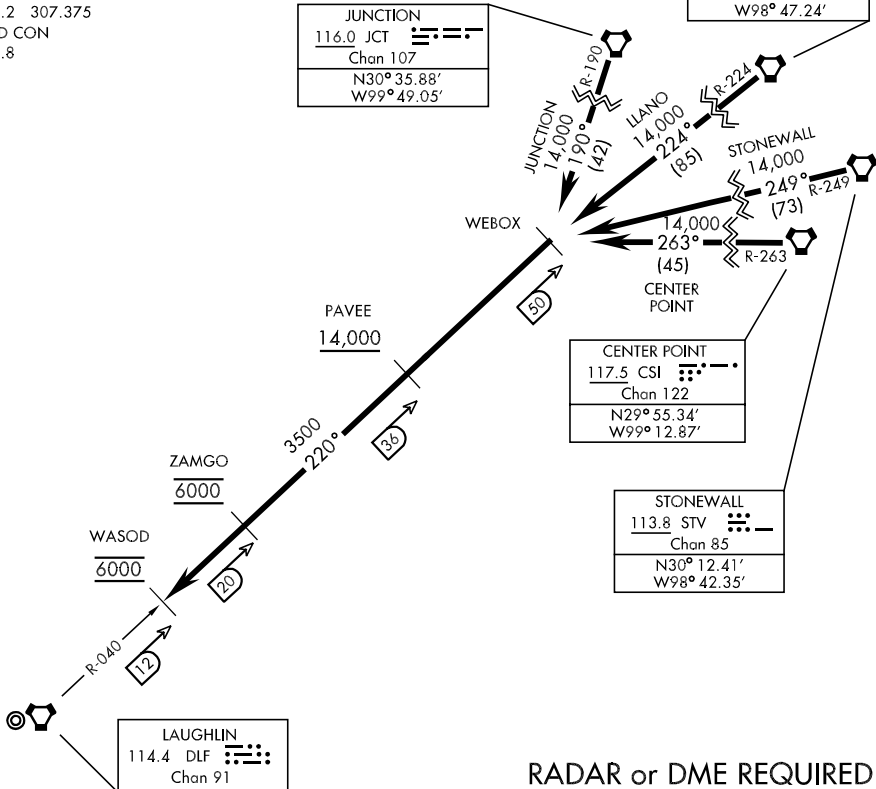 .2 307.375
D CON
.8
JUNCTION
116.0 JCT
Chan 107
N30° 35.88′
W99° 49.05′
W98° 47.24′
R-190
JUNCTION
14,000
190°
(42)
R-224
LLANO
14,000
224°
(85)
STONEWALL
14,000
249°
R-249
(73)
WEBOX
14,000
263°
R-263
(45)
CENTER
POINT
50
PAVEE
14,000
36
CENTER POINT
117.5 CSI
Chan 122
N29° 55.34′
W99° 12.87′
3500
220°
ZAMGO
6000
20
STONEWALL
113.8 STV
Chan 85
N30° 12.41′
W98° 42.35′
WASOD
6000
12
R-040
LAUGHLIN
114.4 DLF
Chan 91
RADAR or DME REQUIRED